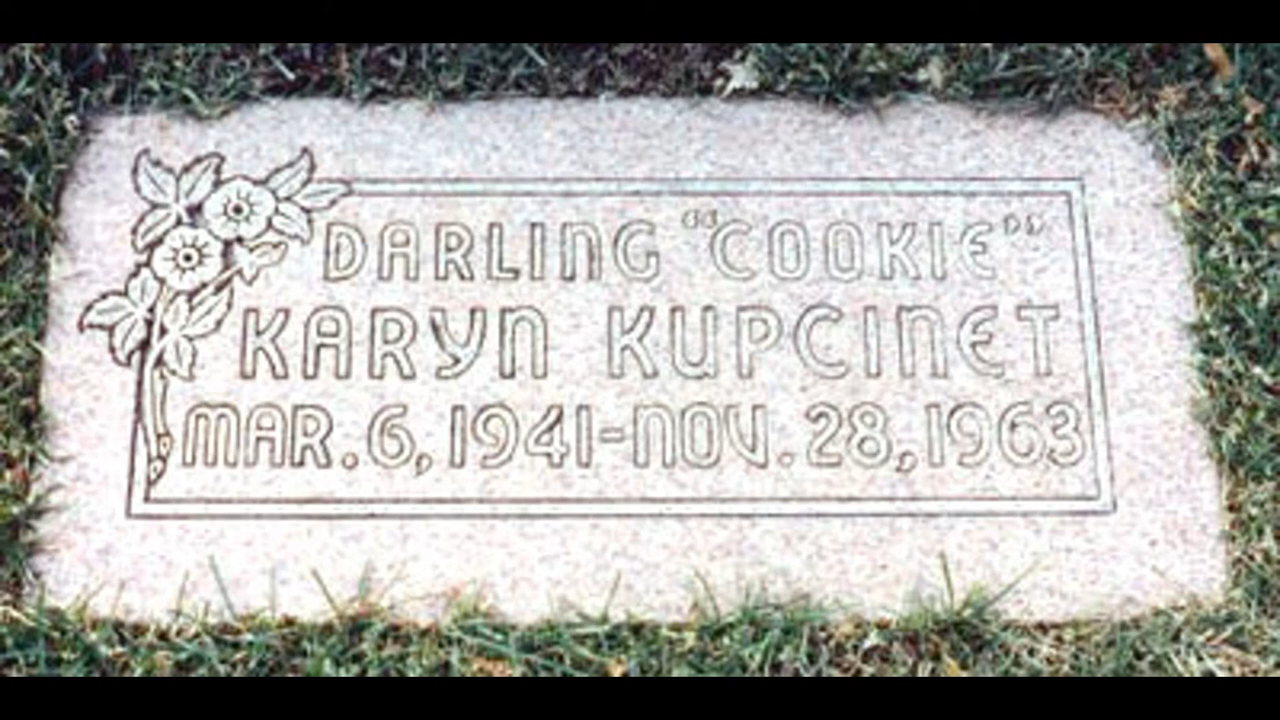 DARLING "COOKIE"
KARYN KUPCINET
MAR. 6, 1941-NOV. 28, 1963